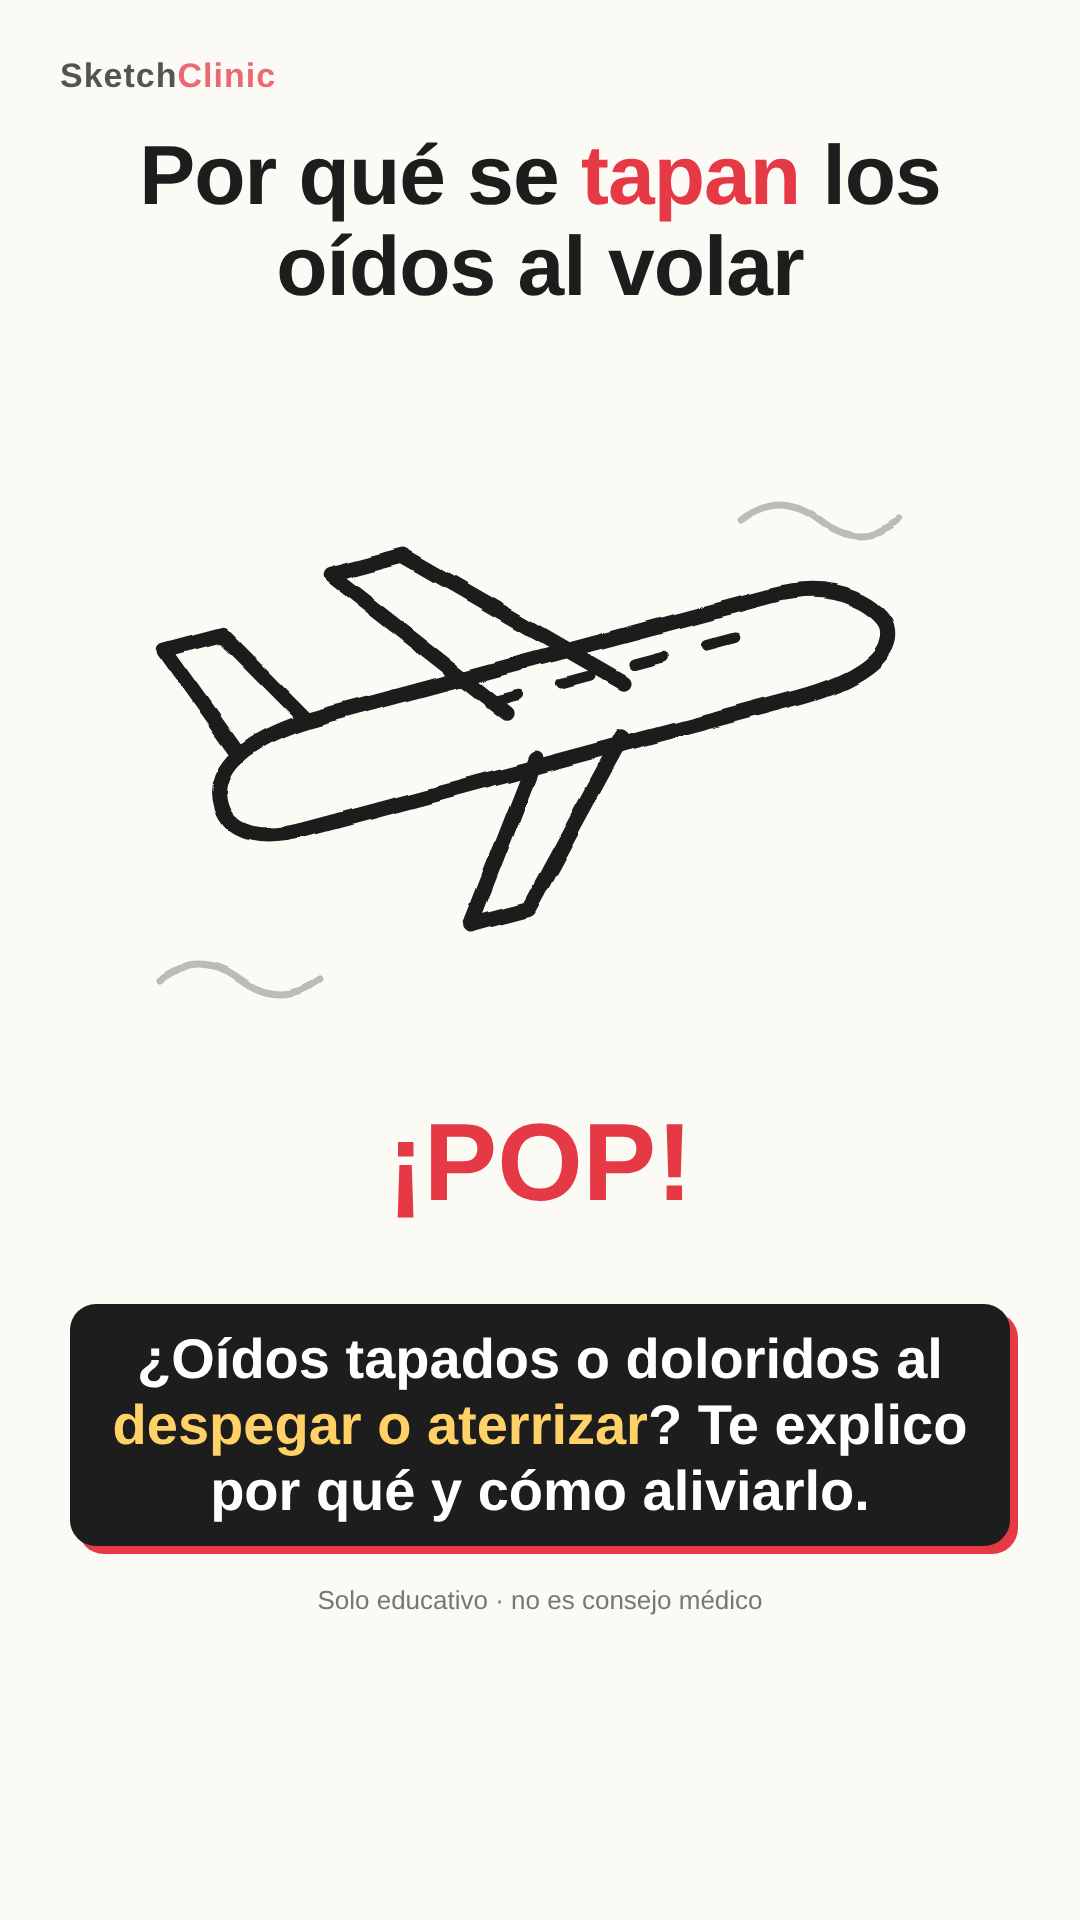 SketchClinic
Por qué se tapan los
oídos al volar
¡POP!
¿Oídos tapados o doloridos al
despegar o aterrizar? Te explico
por qué y cómo aliviarlo.
Solo educativo · no es consejo médico